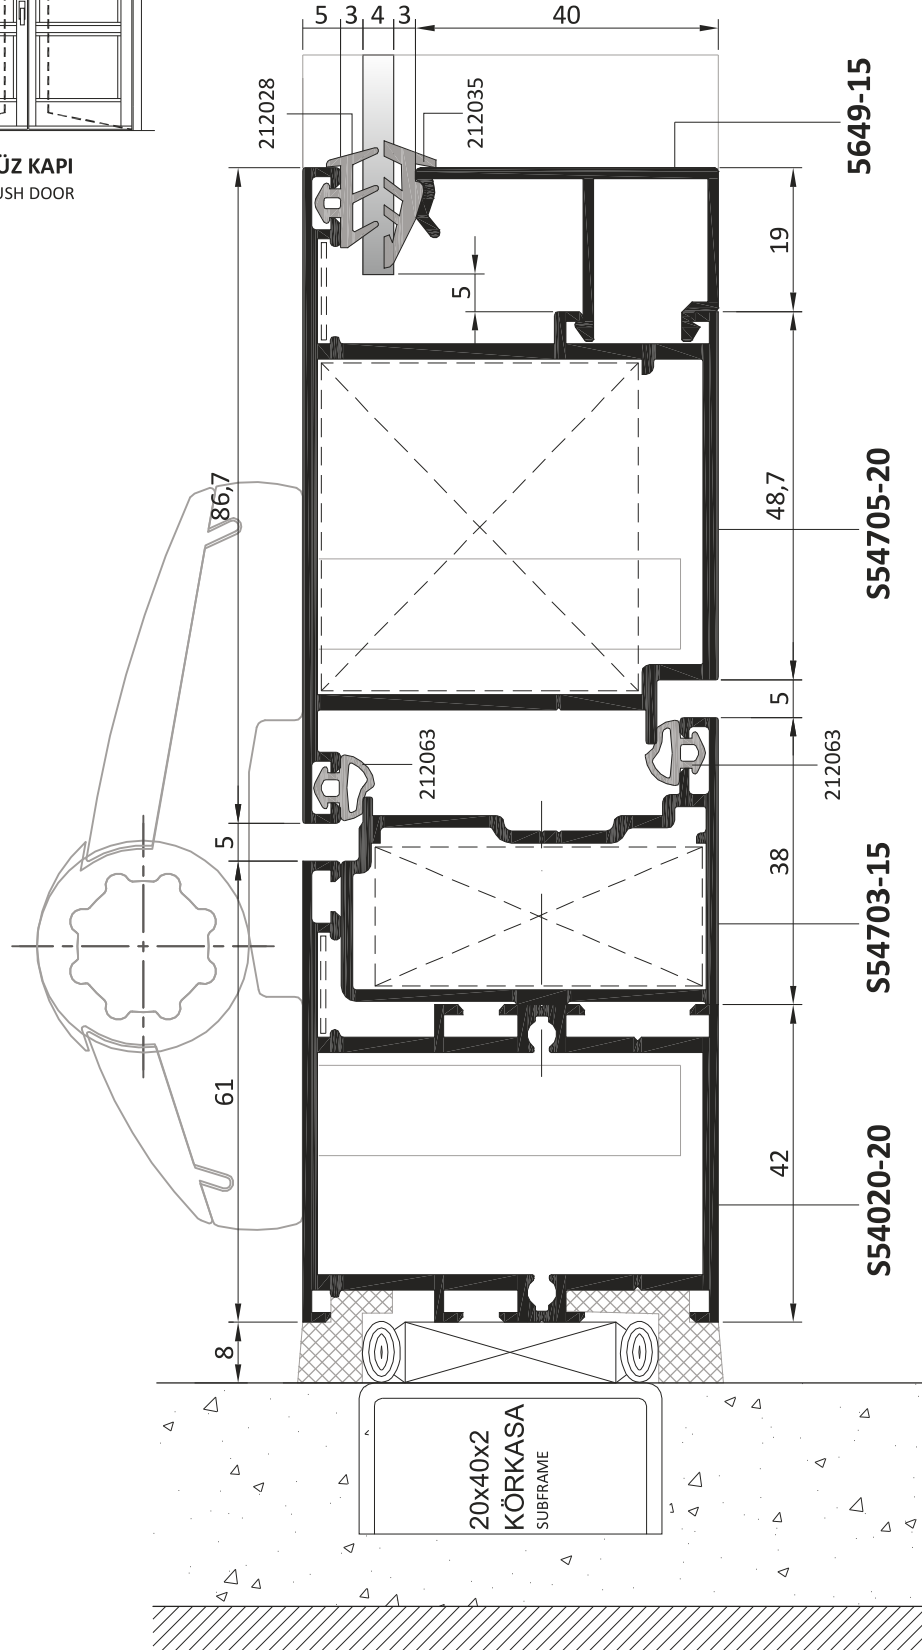 5 3 4 3 40
212028
212035
5649-15
ÜZ KAPI
USH DOOR
19
5
86,7
48,7
S54705-20
5
212063
212063
5
38
S54703-15
61
42
S54020-20
8
20x40x2
KÖRKASA
SUBFRAME